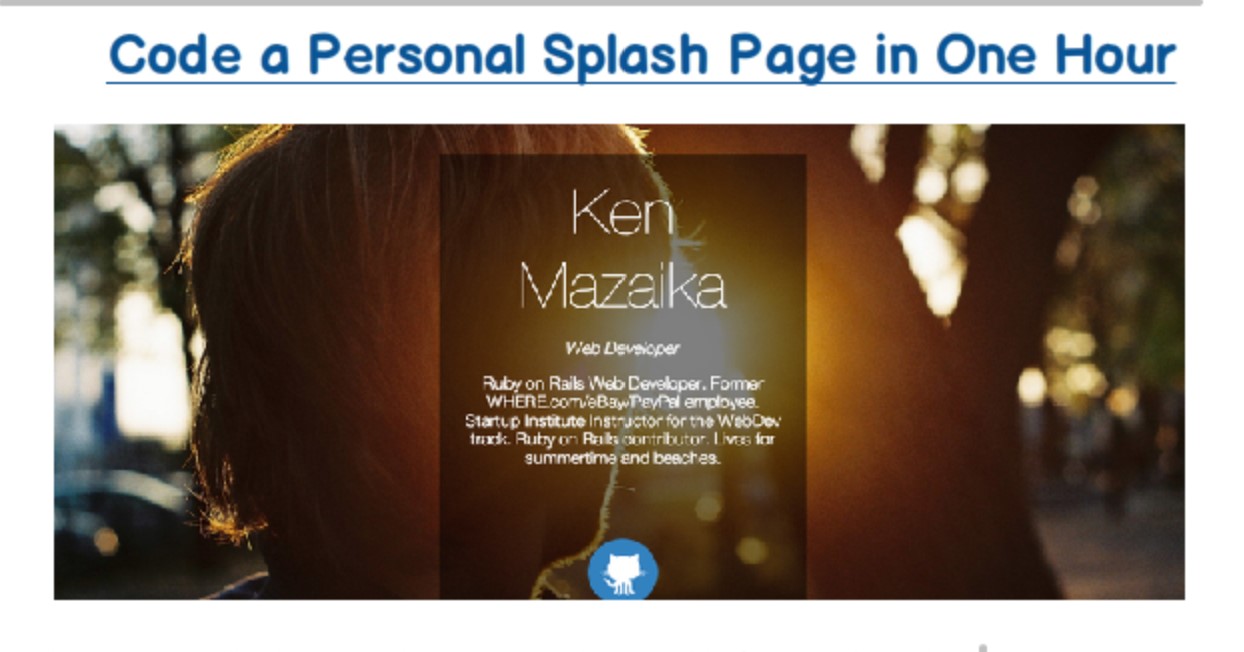 Code a Personal Splash Page in One Hour
Ken
Mazaika
Web Developer
Ruby on Rails Web Developer. Former
WHERE.com/eBay/PayPal employee.
Startup Institute Instructor for the WebDev
track. Ruby on Rails contributor. Lives for
summertime and beaches.